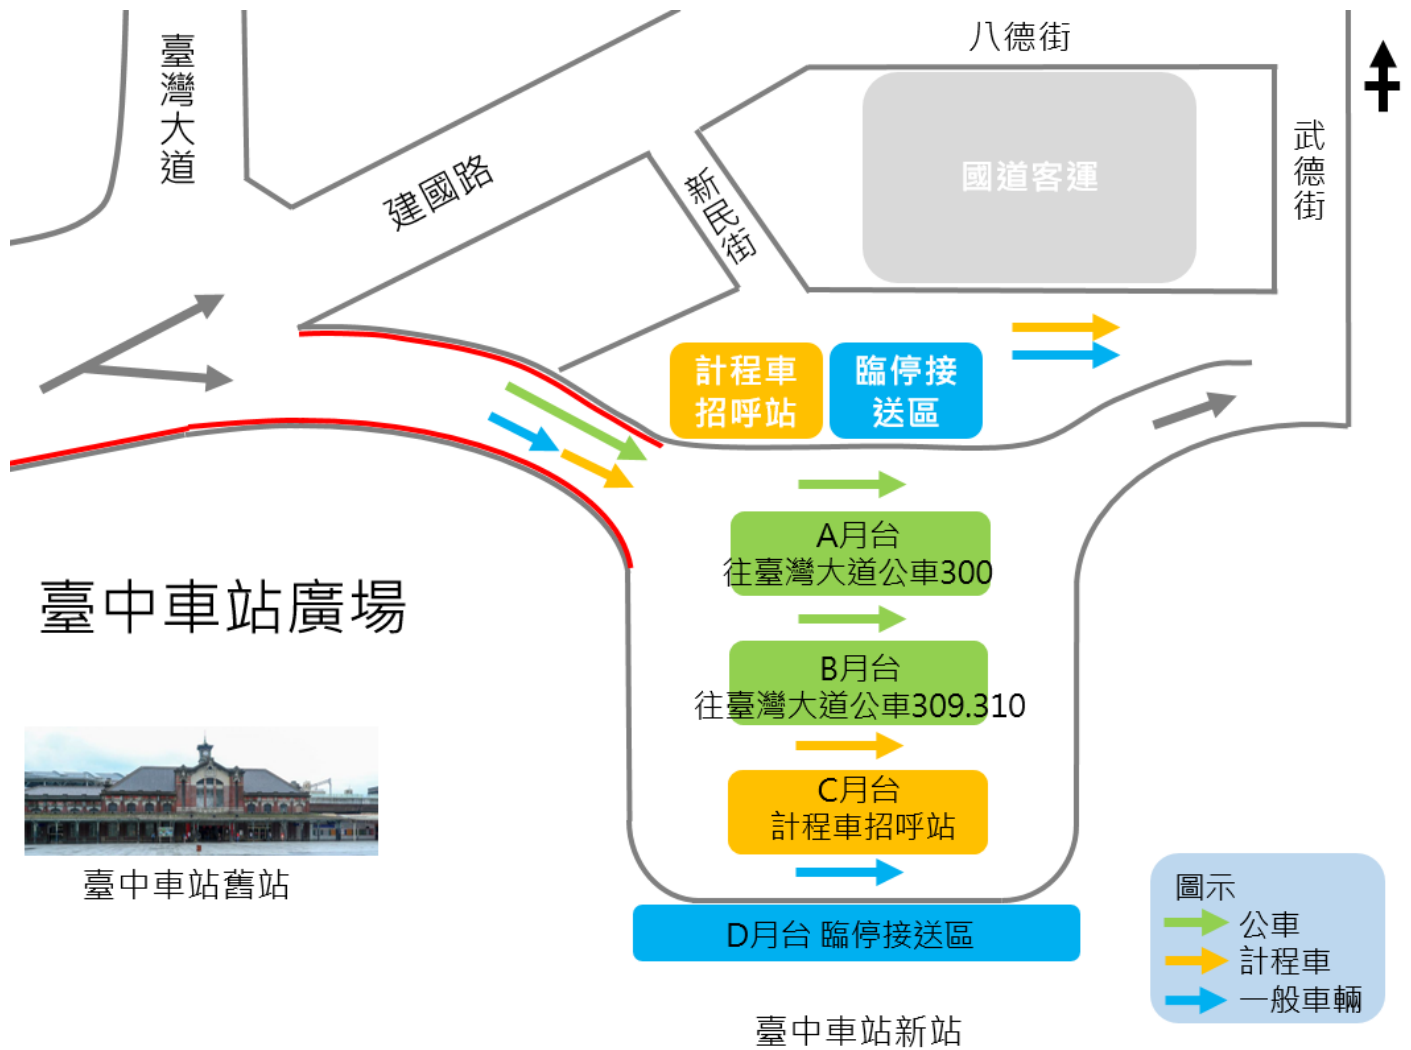 八德街
臺灣大道
武德街
建國路
新民街
國道客運
計程車
招呼站
臨停接
送區
A月台
往臺灣大道公車300
臺中車站廣場
B月台
往臺灣大道公車309.310
C月台
計程車招呼站
臺中車站舊站
D月台 臨停接送區
圖示
公車
計程車
一般車輛
臺中車站新站